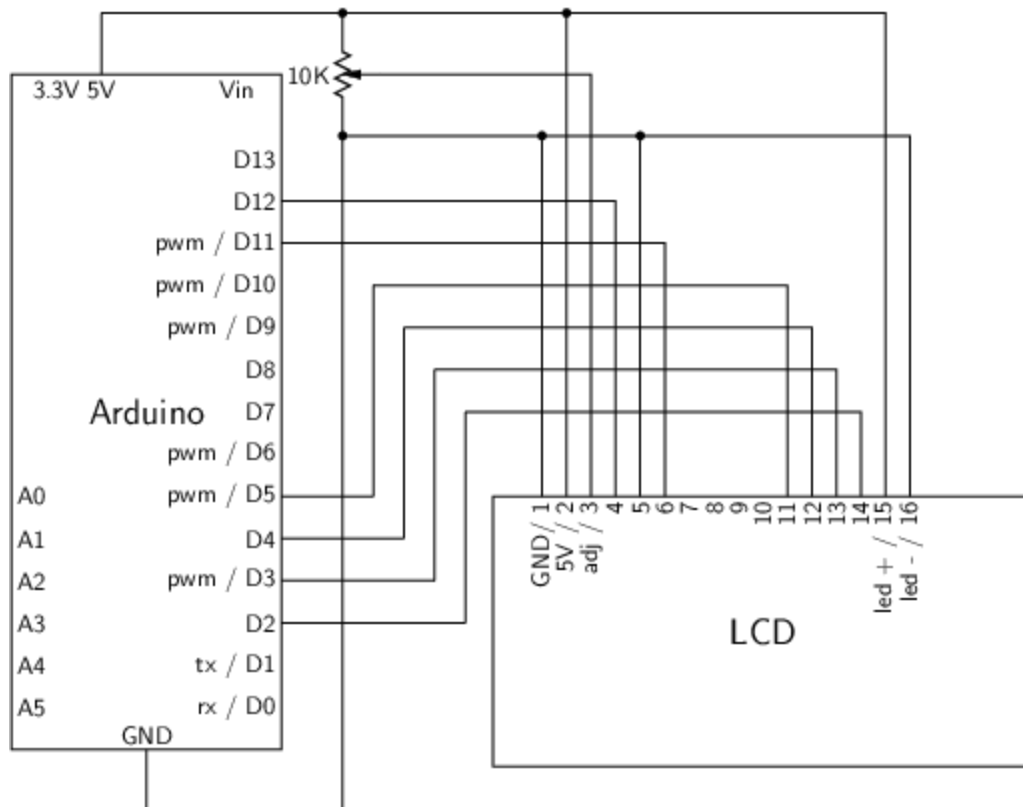 3.3V 5V
Vin
10K
D13
D12
pwm / D11
pwm / D10
pwm / D9
D8
Arduino
D7
pwm / D6
A0
pwm / D5
A1
D4
A2
pwm / D3
A3
D2
A4
tx / D1
A5
rx / D0
GND
GND / 1
5V / 2
adj / 3
4
5
6
7
8
9
10
11
12
13
14
led + / 15
led - / 16
LCD